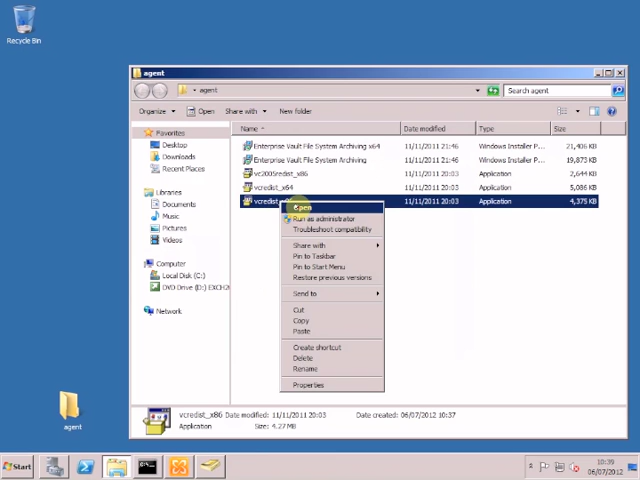 Recycle Bin
agent
agent
Search agent
Organize
Open
Share with
New folder
Favorites
Desktop
Downloads
Recent Places
Libraries
Documents
Music
Pictures
Videos
Computer
Local Disk (C:)
DVD Drive (D:) EXCH2
Network
Name
Date modified
Type
Size
Enterprise Vault File System Archiving x64 11/11/2011 21:46 Windows Installer P... 21,406 KB
Enterprise Vault File System Archiving 11/11/2011 21:46 Windows Installer P... 19,873 KB
vc2005redist_x86 11/11/2011 20:03 Application 2,644 KB
vcredist_x64 11/11/2011 20:03 Application 5,086 KB
vcredist_x86 11/11/2011 20:03 Application 4,375 KB
Open
Run as administrator
Troubleshoot compatibility
Share with
Pin to Taskbar
Pin to Start Menu
Restore previous versions
Send to
Cut
Copy
Paste
Create shortcut
Delete
Rename
Properties
vcredist_x86 Date modified: 11/11/2011 20:03 Date created: 06/07/2012 10:37
Application Size: 4.27 MB
agent
Start
10:39
06/07/2012